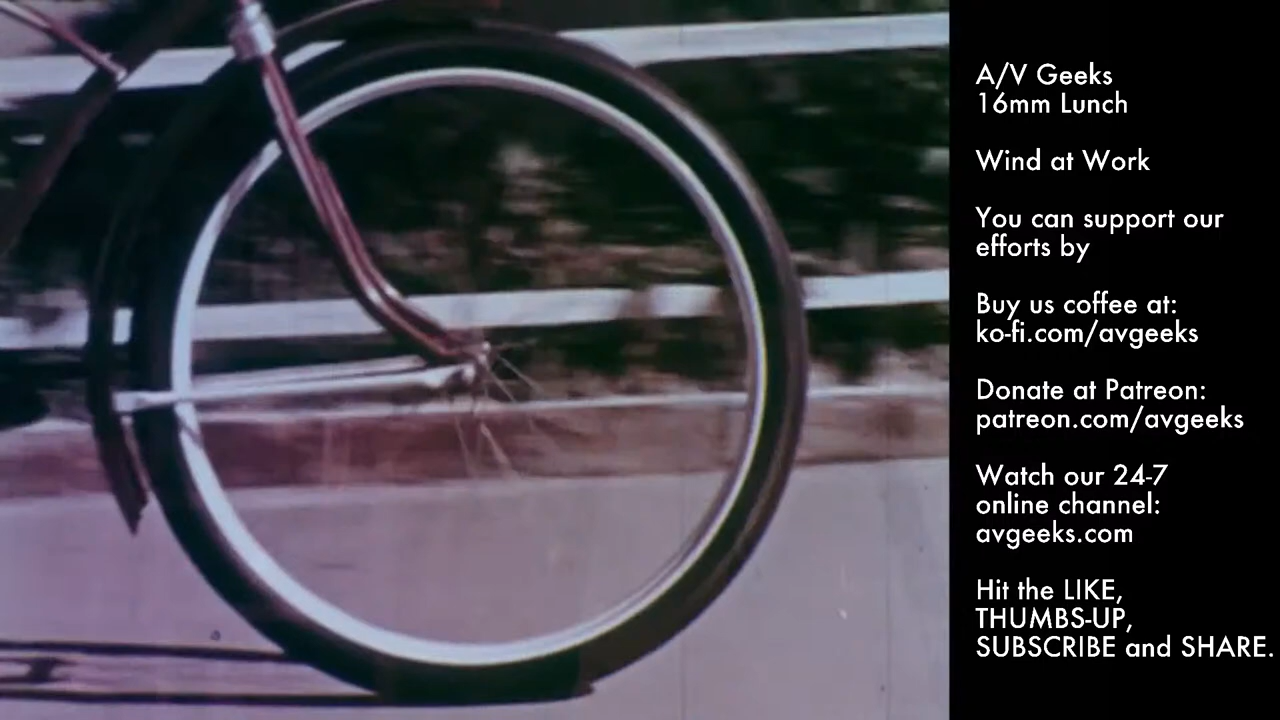 A/V Geeks
16mm Lunch
Wind at Work
You can support our
efforts by
Buy us coffee at:
ko-fi.com/avgeeks
Donate at Patreon:
patreon.com/avgeeks
Watch our 24-7
online channel:
avgeeks.com
Hit the LIKE,
THUMBS-UP,
SUBSCRIBE and SHARE.